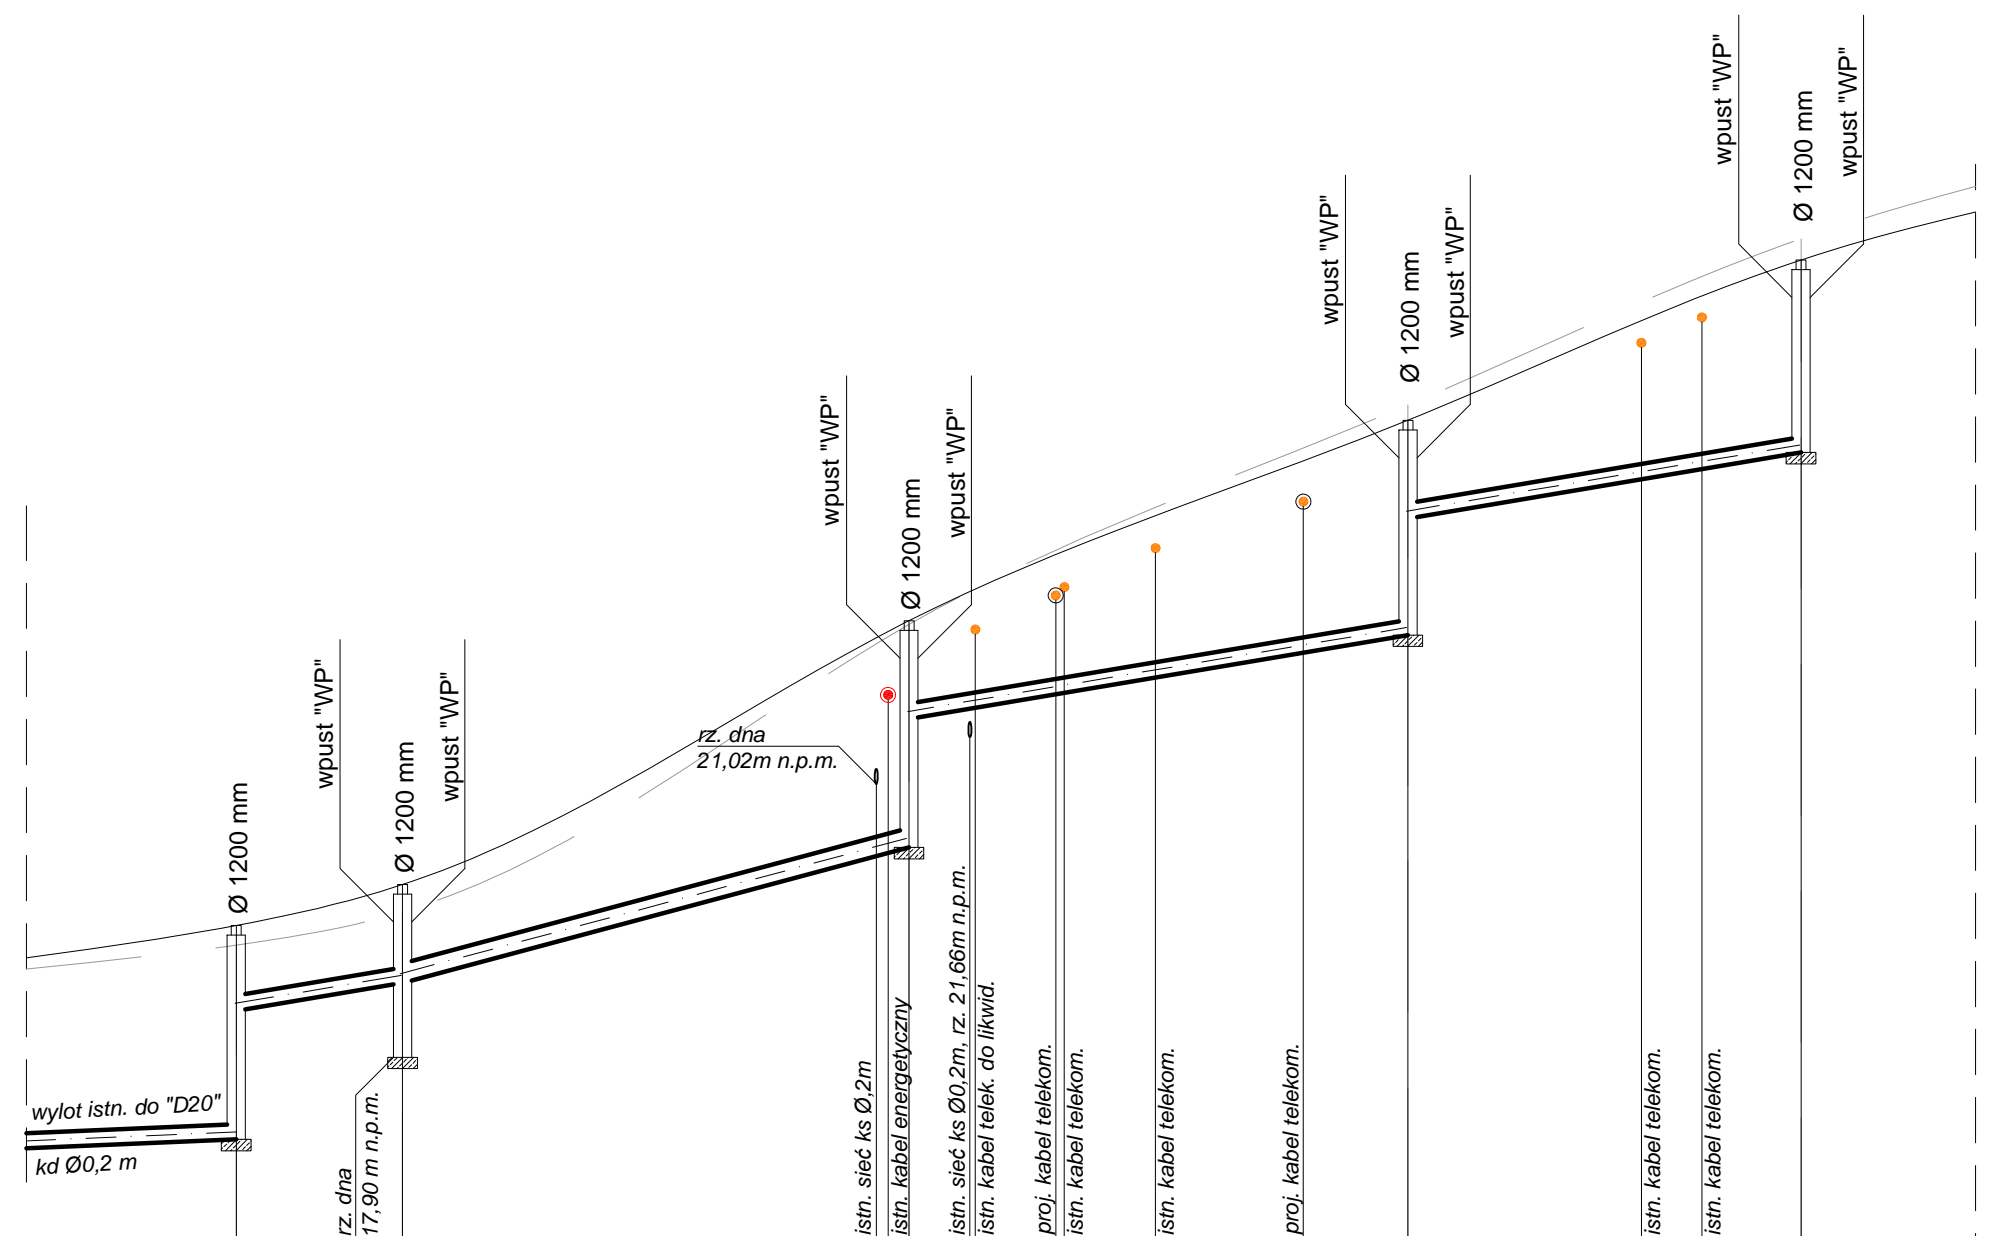 wpust "WP"
Ø 1200 mm
wpust "WP"
wpust "WP"
Ø 1200 mm
wpust "WP"
wpust "WP"
Ø 1200 mm
wpust "WP"
wpust "WP"
Ø 1200 mm
wpust "WP"
Ø 1200 mm
rz. dna
21,02m n.p.m.
wylot istn. do "D20"
kd Ø0,2 m
rz. dna
17,90 m n.p.m.
istn. sieć ks Ø,2m
istn. kabel energetyczny
istn. sieć ks Ø0,2m, rz. 21,66m n.p.m.
istn. kabel telek. do likwid.
proj. kabel telekom.
istn. kabel telekom.
istn. kabel telekom.
proj. kabel telekom.
istn. kabel telekom.
istn. kabel telekom.